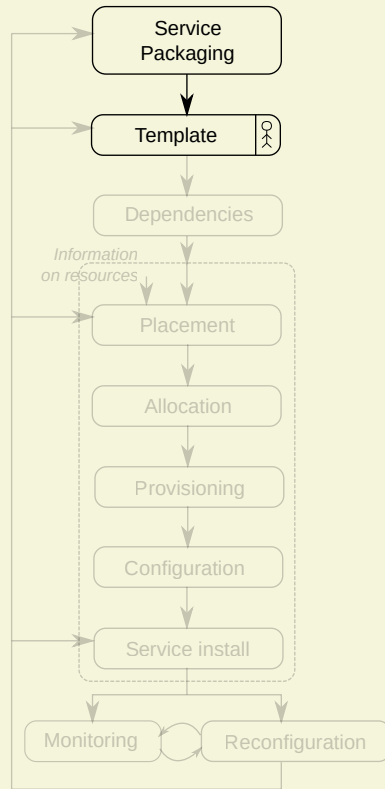 Service
Packaging
Template
Dependencies
Information
on resources
Placement
Allocation
Provisioning
Configuration
Service install
Monitoring
Reconfiguration